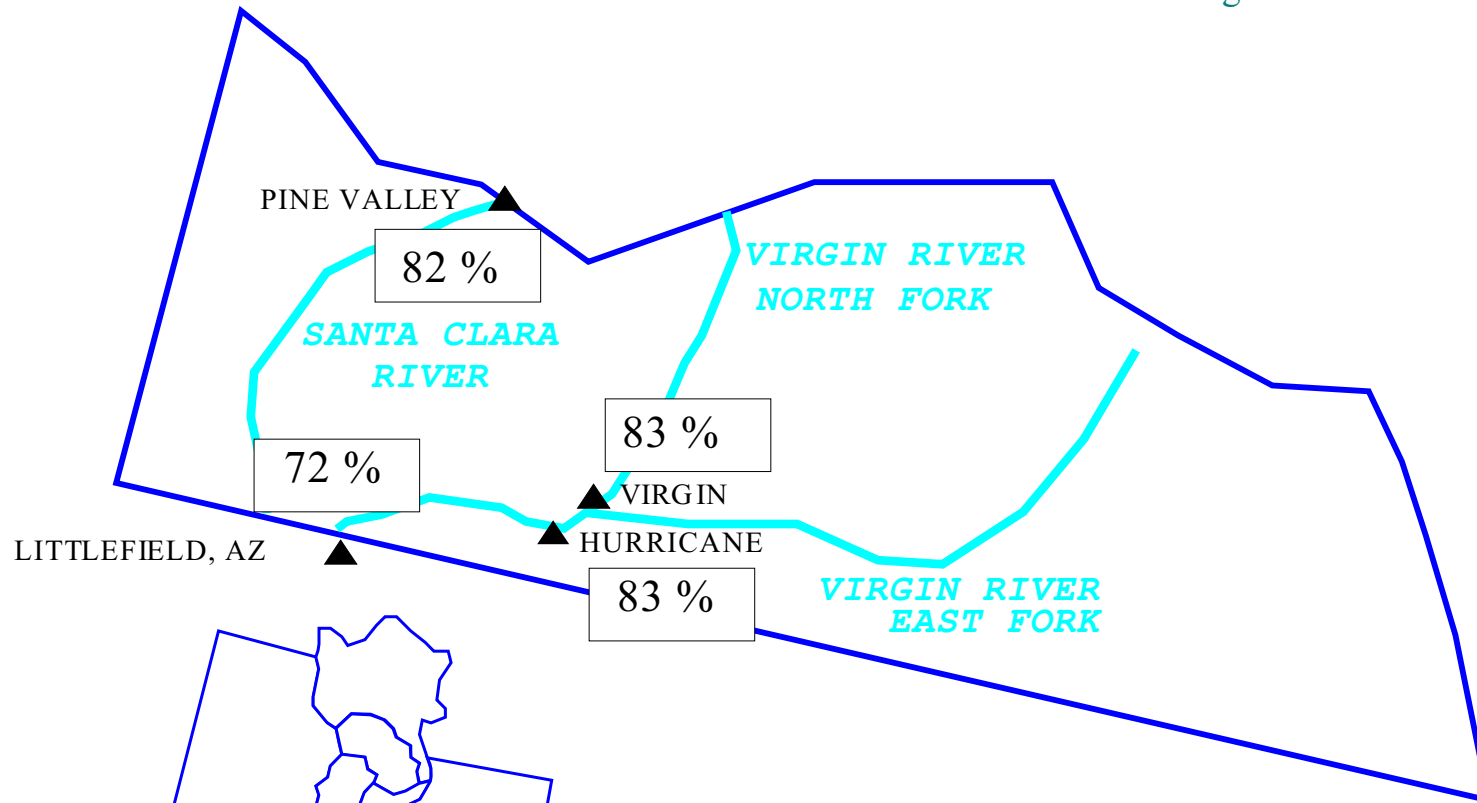 g
PINE VALLEY
82 %
VIRGIN RIVER
NORTH FORK
SANTA CLARA
RIVER
83 %
72 %
VIRGIN
HURRICANE
LITTLEFIELD, AZ
83 %
VIRGIN RIVER
EAST FORK